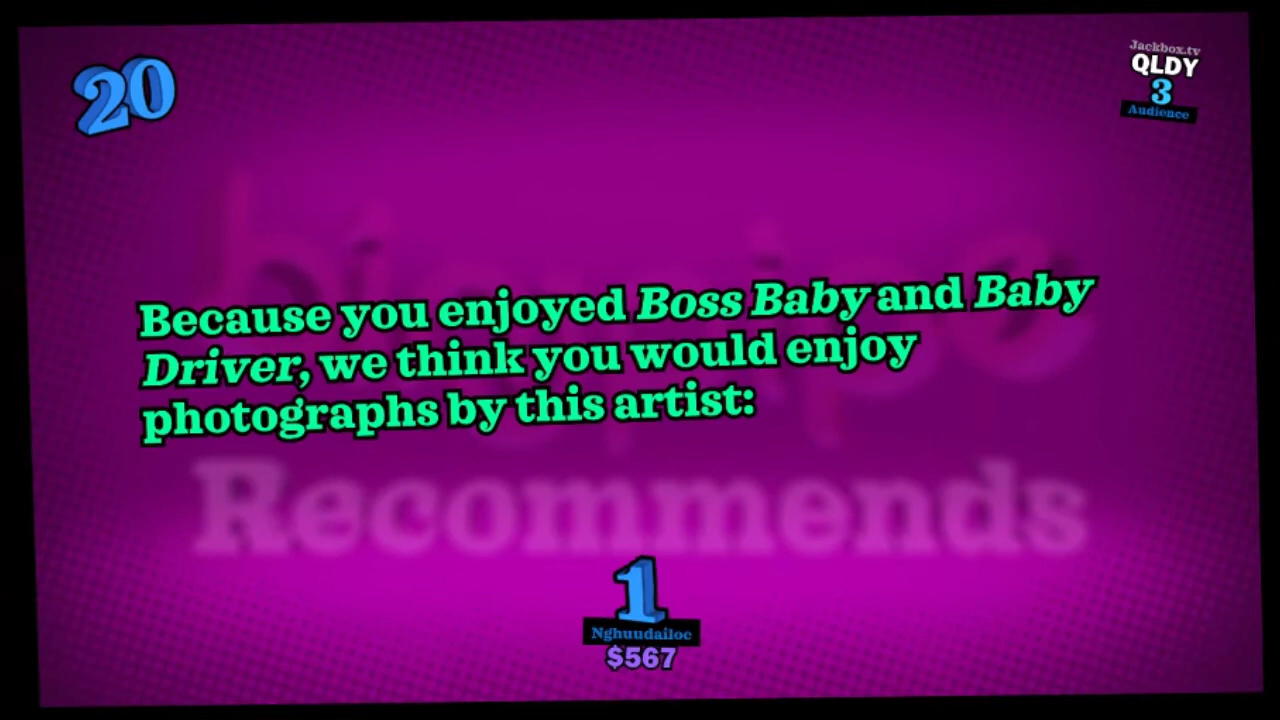 20
Jackbox.tv
QLDY
3
Audience
Because you enjoyed Boss Baby and Baby
Driver, we think you would enjoy
photographs by this artist:
Recommends
1
Nghuudailoc
$567